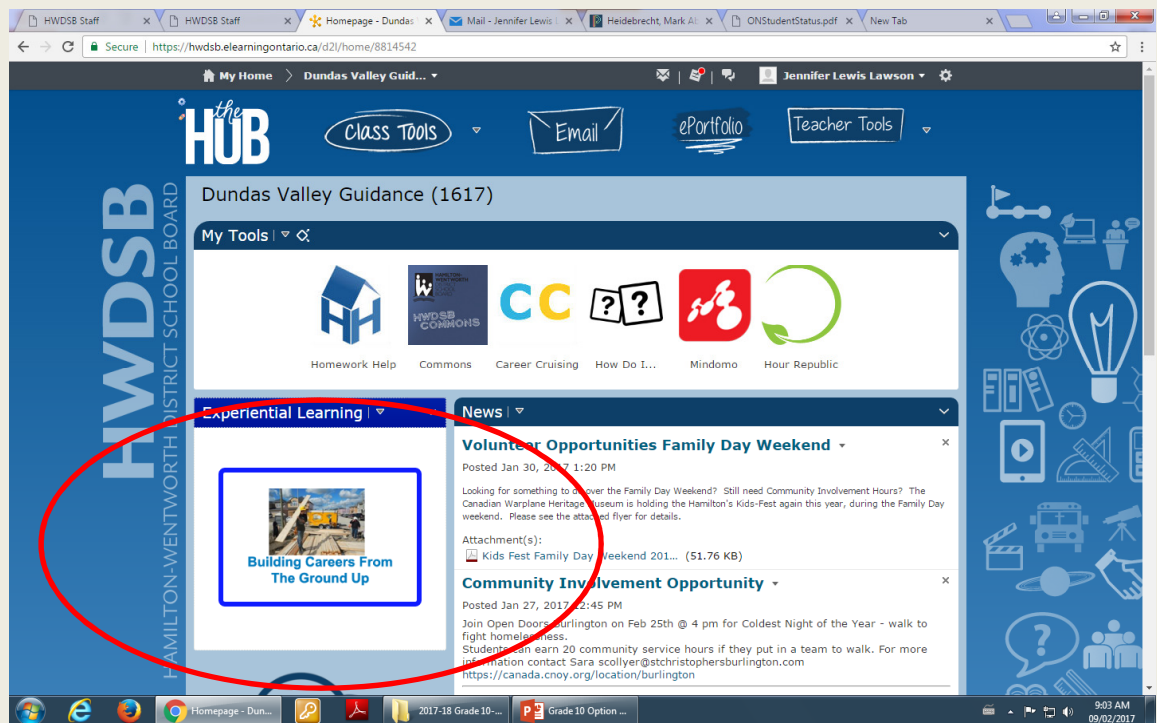 HWDSB Staff
HWDSB Staff
Homepage - Dundas
Mail - Jennifer Lewis
Heidebrecht, Mark
ONStudentStatus.pdf
New Tab
Secure | https://hwdsb.elearningontario.ca/d2l/home/8814542
My Home
Dundas Valley Guid...
Jennifer Lewis Lawson
the HUB
Class Tools
Email
ePortfolio
Teacher Tools
HWDSB
HAMILTON-WENTWORTH DISTRICT SCHOOL BOARD
Dundas Valley Guidance (1617)
My Tools
HH
HWDSB
COMMONS
CC
? ?
Homework Help
Commons
Career Cruising
How Do I...
Mindomo
Hour Republic
Experiential Learning
Building Careers From
The Ground Up
News
Volunteer Opportunities Family Day Weekend
Posted Jan 30, 2017 1:20 PM
Looking for something to do over the Family Day Weekend? Still need Community Involvement Hours? The
Canadian Warplane Heritage Museum is holding the Hamilton's Kids-Fest again this year, during the Family Day
weekend. Please see the attached flyer for details.
Attachment(s):
Kids Fest Family Day Weekend 201... (51.76 KB)
Community Involvement Opportunity
Posted Jan 27, 2017 12:45 PM
Join Open Doors Burlington on Feb 25th @ 4 pm for Coldest Night of the Year - walk to
fight homelessness.
Students can earn 20 community service hours if they put in a team to walk. For more
information contact Sara scollyer@stchristophersburlington.com
https://canada.cnoy.org/location/burlington
Homepage - Dun...
2017-18 Grade 10-...
Grade 10 Option ...
9:03 AM
09/02/2017